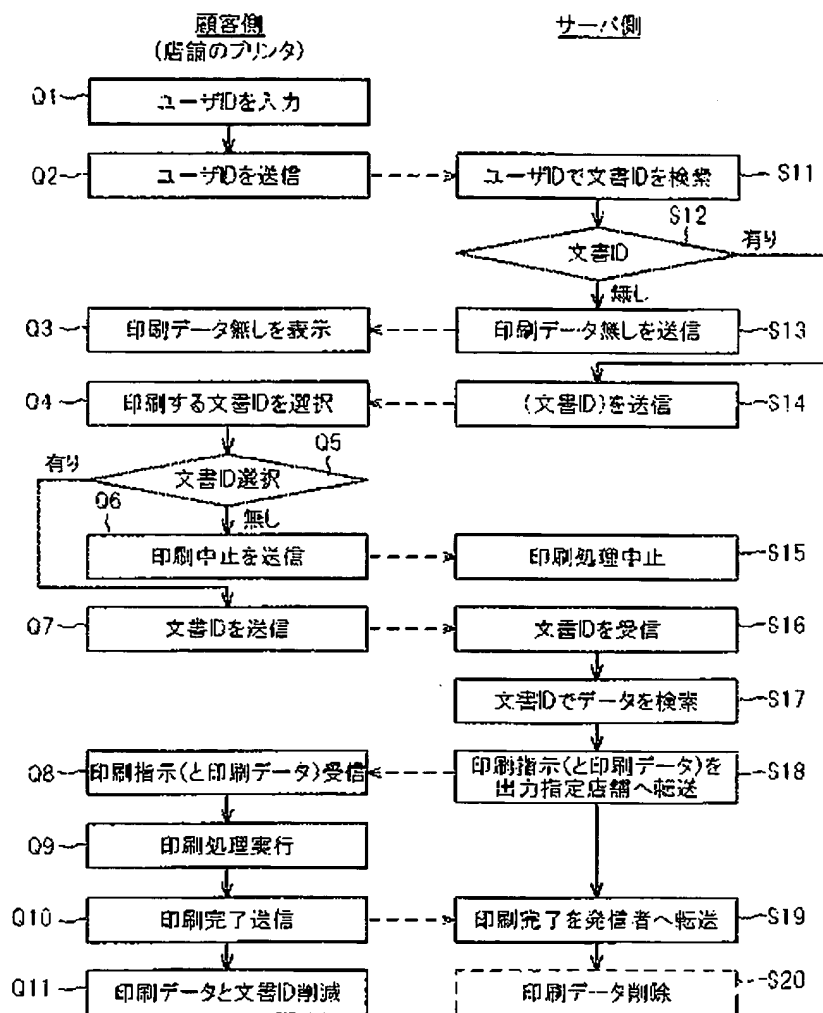 顧客側
(店舗のプリンタ)
サーバ側
Q1
ユーザIDを入力
Q2
ユーザIDを送信
ユーザIDで文書IDを検索
S11
S12
文書ID
有り
無し
Q3
印刷データ無しを表示
印刷データ無しを送信
S13
Q4
印刷する文書IDを選択
(文書ID)を送信
S14
Q5
有り
文書ID選択
Q6
無し
印刷中止を送信
印刷処理中止
S15
Q7
文書IDを送信
文書IDを受信
S16
文書IDでデータを検索
S17
Q8
印刷指示(と印刷データ)受信
印刷指示(と印刷データ)を
出力指定店舗へ転送
S18
Q9
印刷処理実行
Q10
印刷完了送信
印刷完了を発信者へ転送
S19
Q11
印刷データと文書ID削減
印刷データ削除
S20